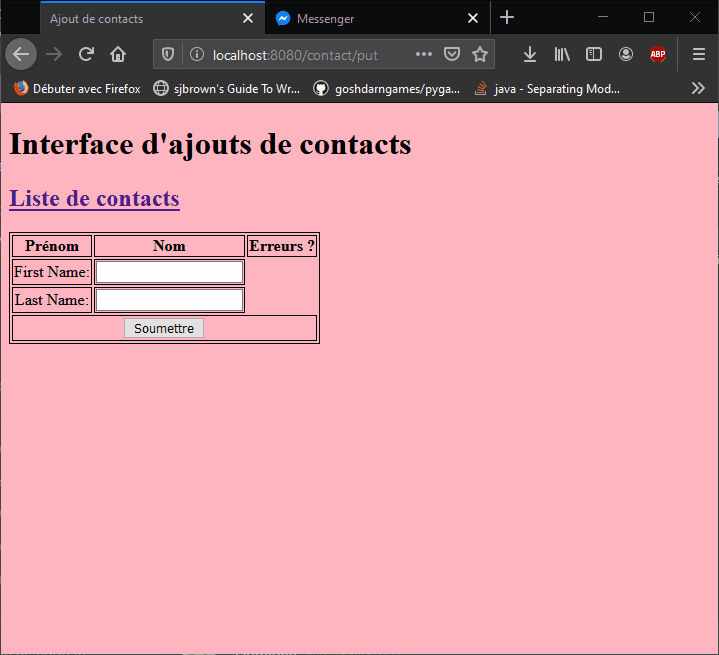 Ajout de contacts
Messenger
localhost:8080/contact/put
ABP
Débuter avec Firefox
sjbrown's Guide To Wr...
goshdarngames/pyga...
java - Separating Mod...
Interface d'ajouts de contacts
Liste de contacts
Prénom Nom Erreurs ?
First Name:
Last Name:
Soumettre